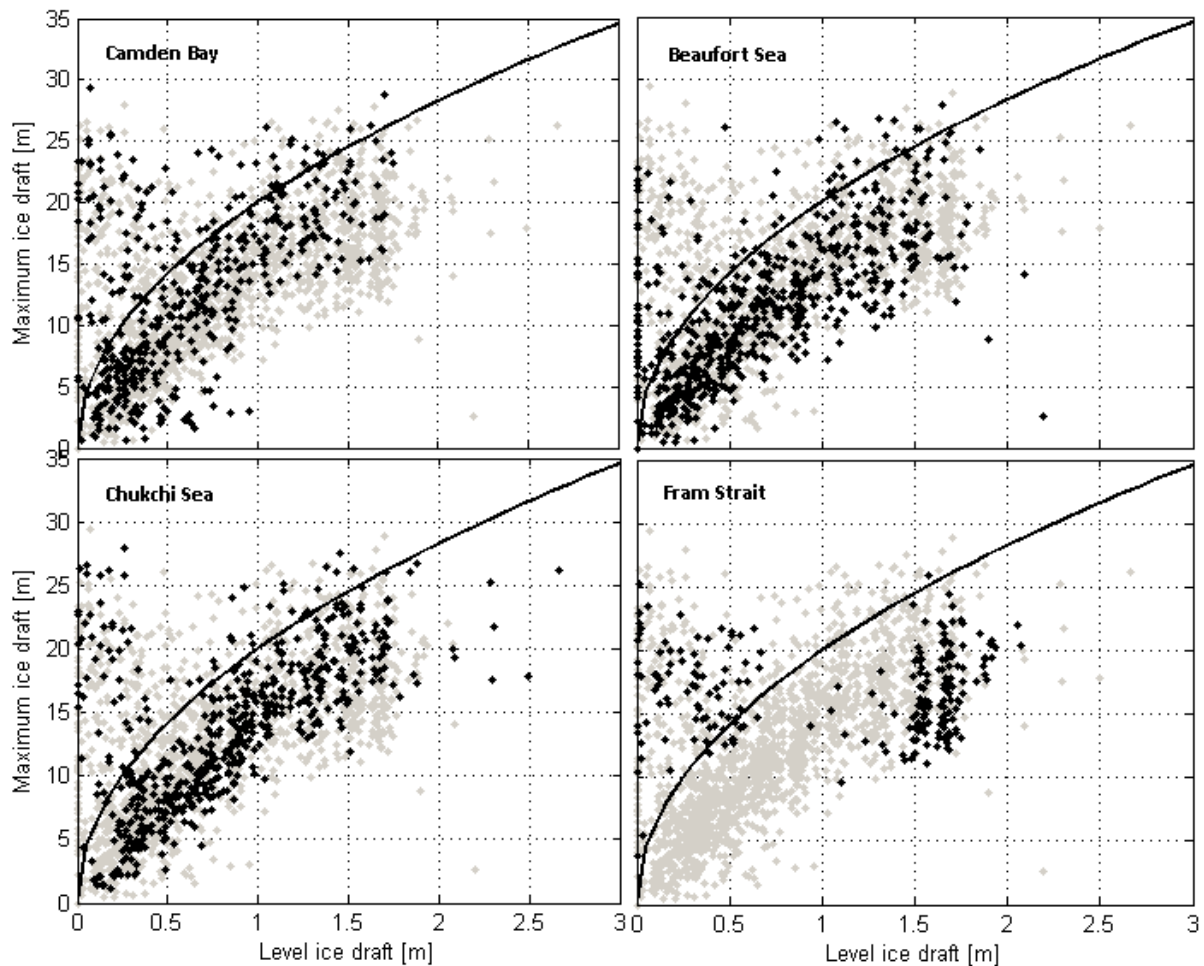 Camden Bay
Beaufort Sea
Maximum ice draft [m]
35
30
25
20
15
10
5
0
Chukchi Sea
Fram Strait
Maximum ice draft [m]
35
30
25
20
15
10
5
0
0 0.5 1 1.5 2 2.5 3
0 0.5 1 1.5 2 2.5 3
Level ice draft [m]
Level ice draft [m]